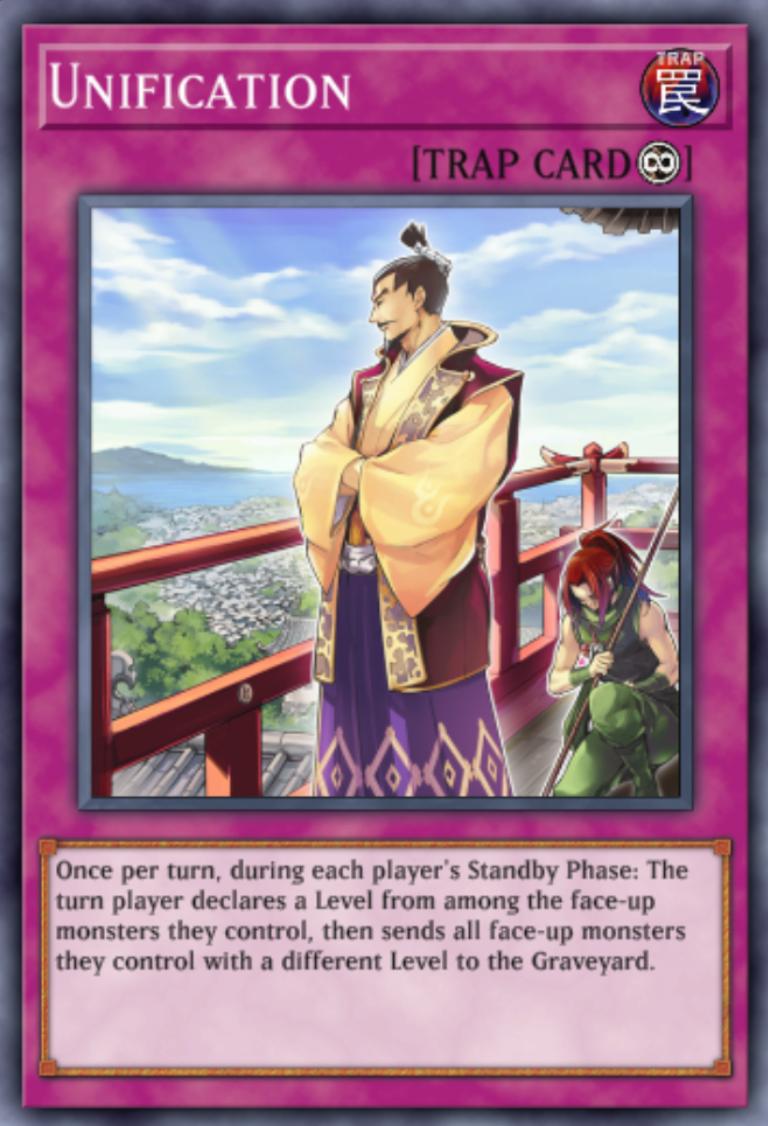 UNIFICATION
TRAP
罠
[TRAP CARD]
Once per turn, during each player's Standby Phase: The
turn player declares a Level from among the face-up
monsters they control, then sends all face-up monsters
they control with a different Level to the Graveyard.